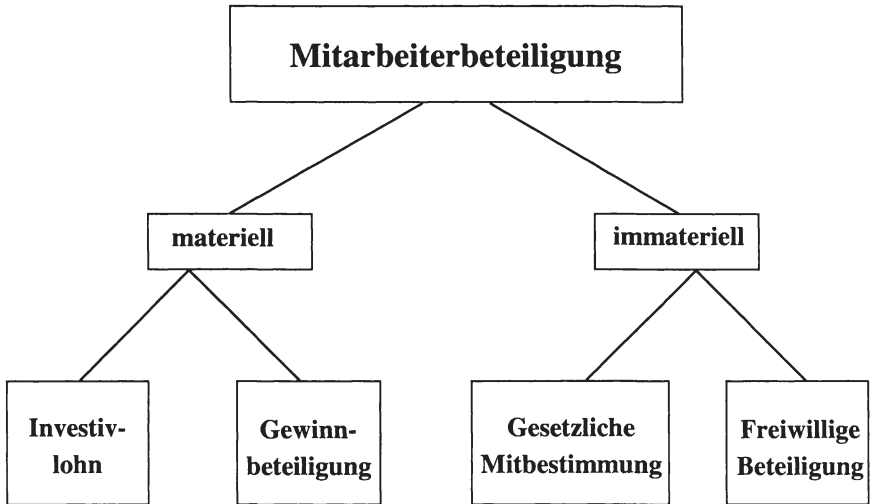 Mitarbeiterbeteiligung
materiell
immateriell
Investiv-
lohn
Gewinn-
beteiligung
Gesetzliche
Mitbestimmung
Freiwillige
Beteiligung